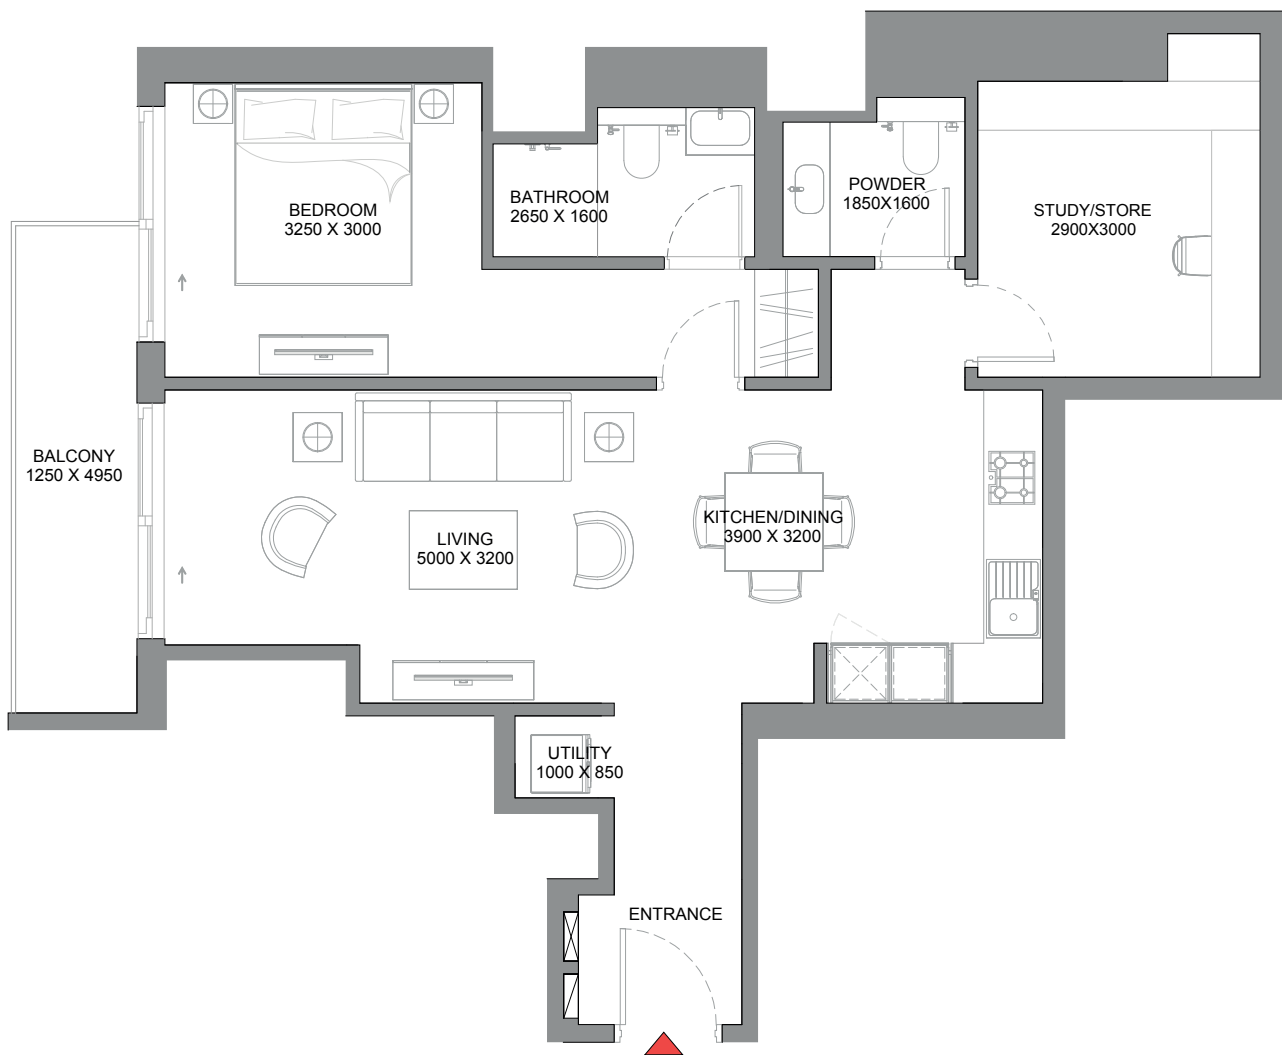 BEDROOM
3250 X 3000
BATHROOM
2650 X 1600
POWDER
1850X1600
STUDY/STORE
2900X3000
BALCONY
1250 X 4950
LIVING
5000 X 3200
KITCHEN/DINING
3900 X 3200
UTILITY
1000 X 850
ENTRANCE